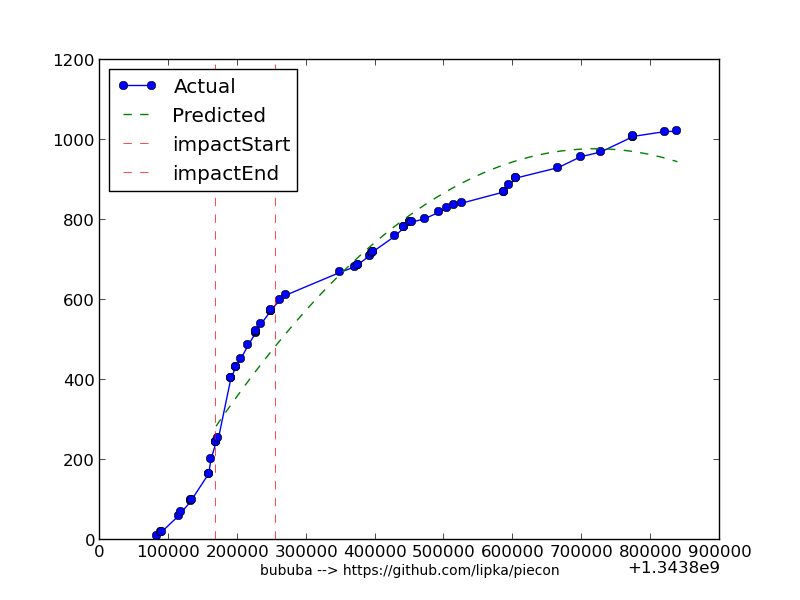 1200
1000
800
600
400
200
0
Actual
Predicted
impactStart
impactEnd
0 100000 200000 300000 400000 500000 600000 700000 800000 900000
+1.3438e9
bububa --> https://github.com/lipka/piecon